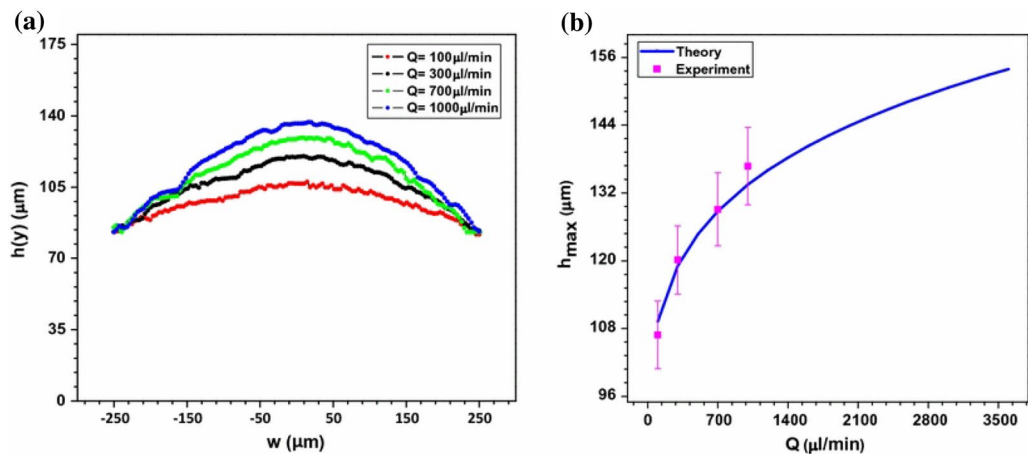 (a)
175
140
105
70
35
0
h(y) (µm)
Q= 100µl/min
Q= 300µl/min
Q= 700µl/min
Q= 1000µl/min
-250 -150 -50 50 150 250
w (µm)
(b)
156
144
132
120
108
96
hmax (µm)
Theory
Experiment
0 700 1400 2100 2800 3500
Q (µl/min)